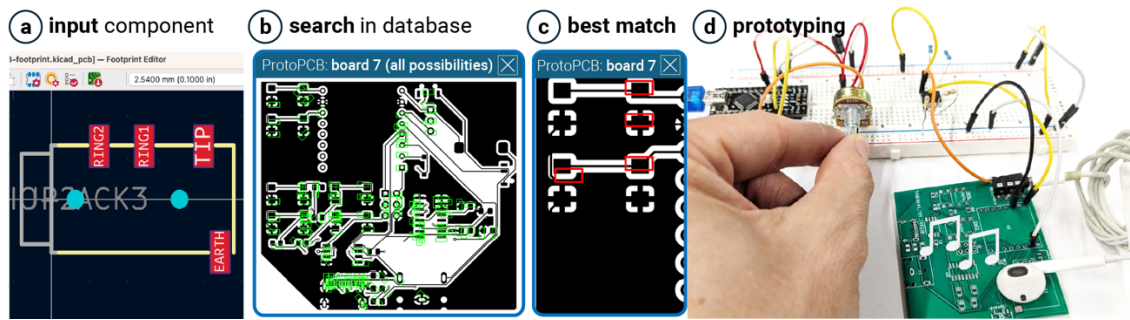 a input component
b search in database
c best match
d prototyping
3-footprint.kicad_pcb] — Footprint Editor
2.5400 mm (0.1000 in)
RING2
RING1
TIP
EARTH
ProtoPCB: board 7 (all possibilities)
ProtoPCB: board 7